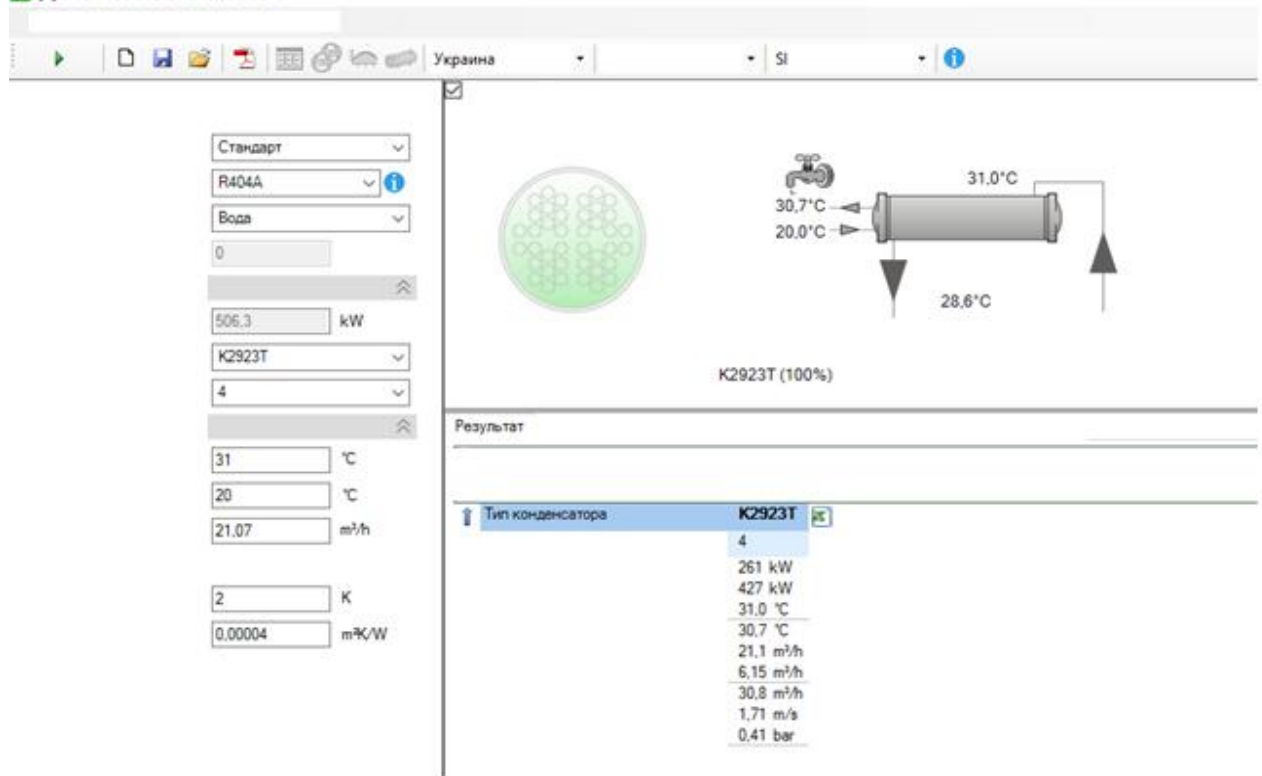 Украина SI
Стандарт
R404A
Вода
0
506,3 kW
K2923T
4
31 °C
20 °C
21,07 m³/h
2 K
0,00004 m²K/W
31,0°C
30,7°C
20,0°C
28,6°C
K2923T (100%)
Результат
Тип конденсатора K2923T
4
261 kW
427 kW
31,0 °C
30,7 °C
21,1 m³/h
6,15 m³/h
30,8 m³/h
1,71 m/s
0,41 bar